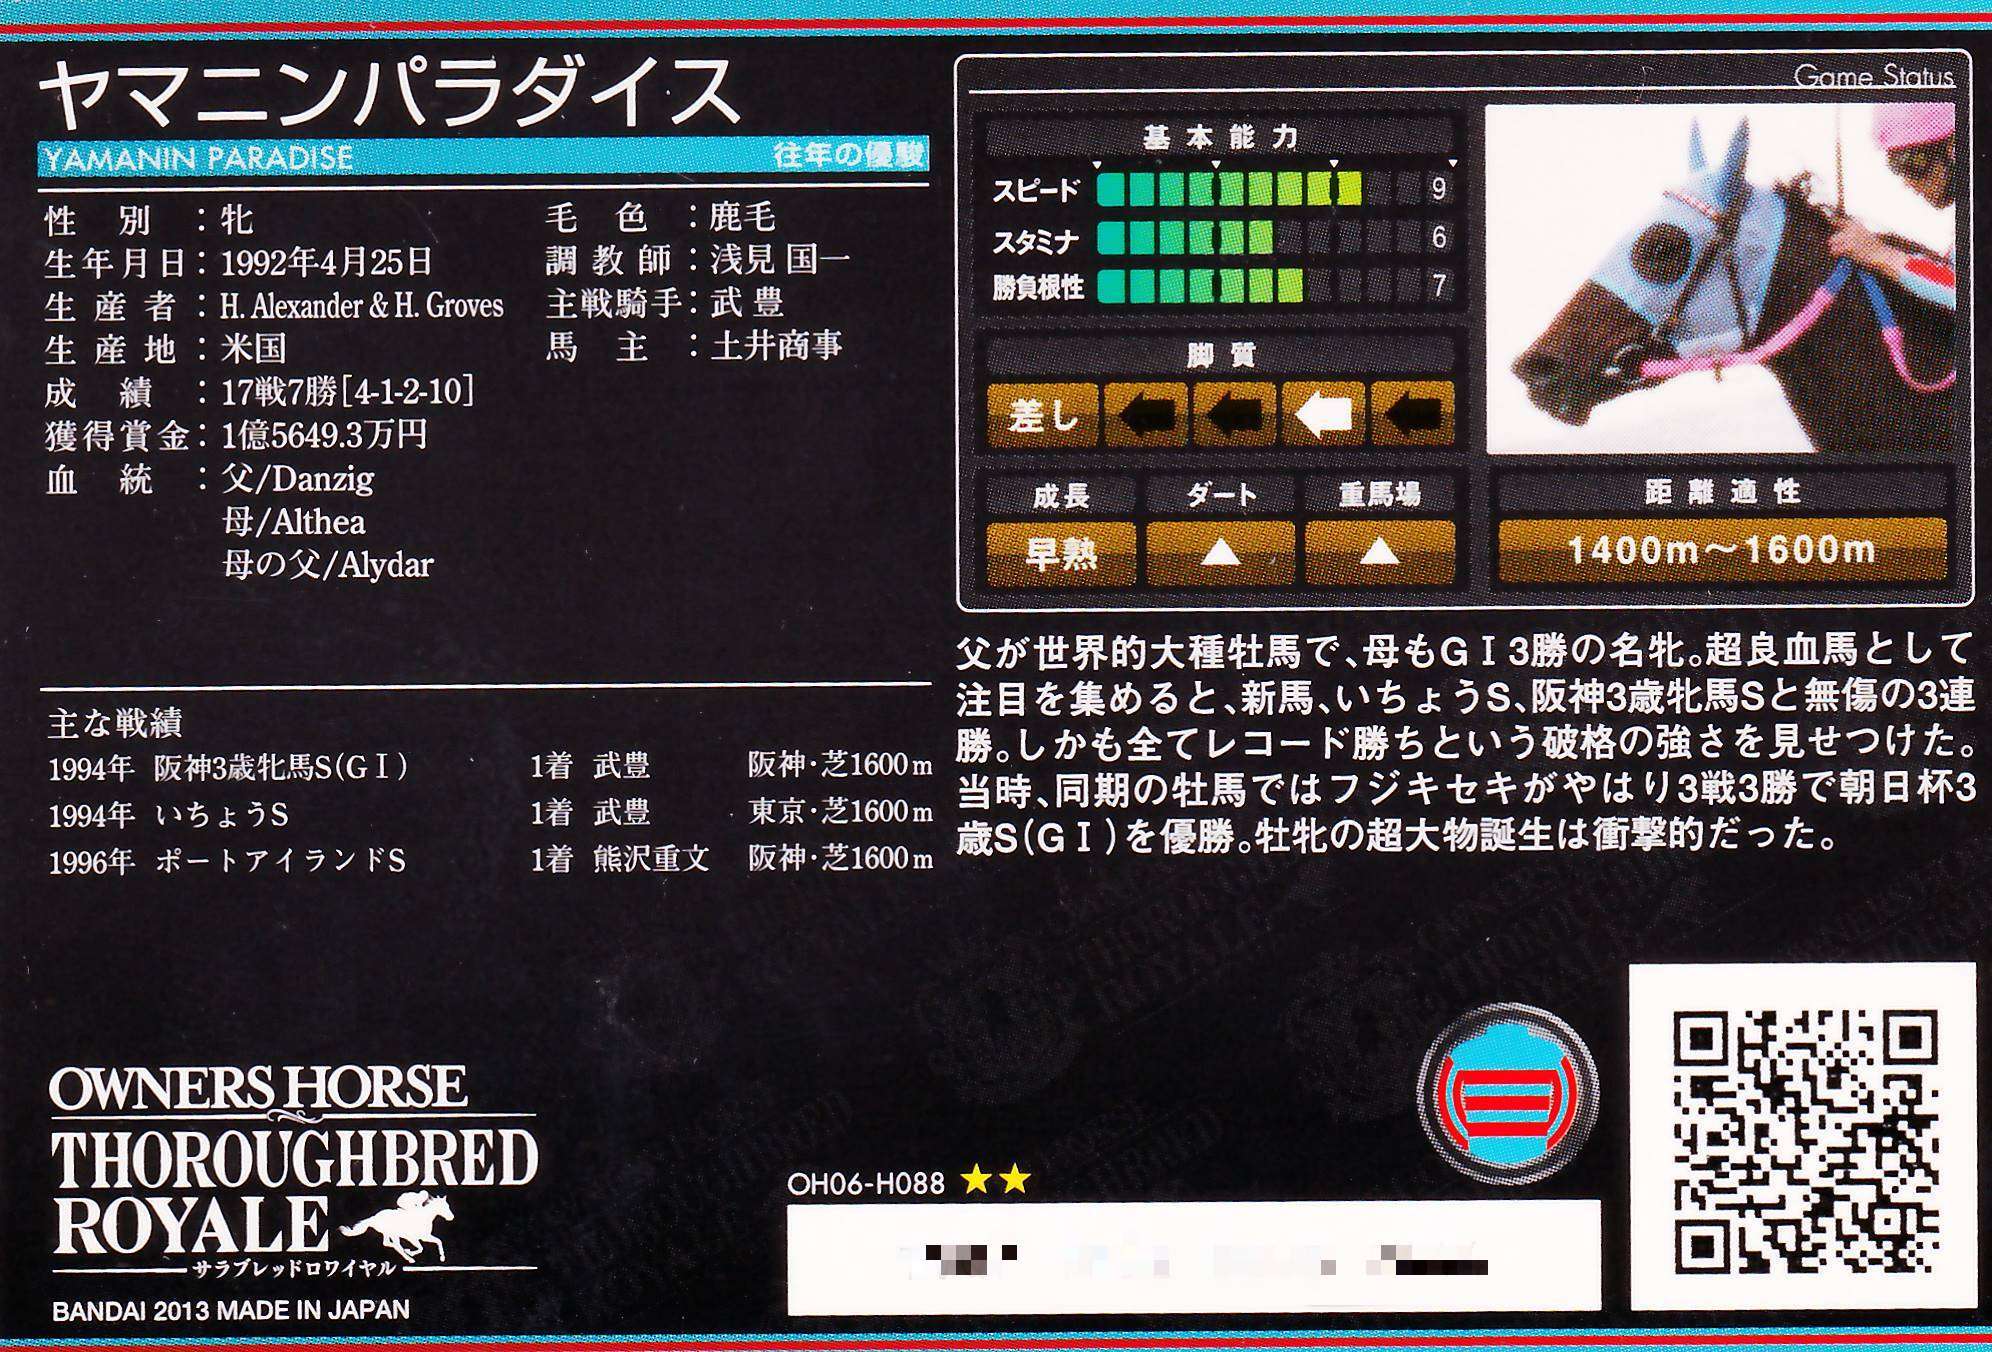 ヤマニンパラダイス
YAMANIN PARADISE 往年の優駿
性別：牝
生年月日：1992年4月25日
生産者：H. Alexander & H. Groves
生産地：米国
成績：17戦7勝[4-1-2-10]
獲得賞金：1億5649.3万円
血統：父/Danzig
母/Althea
母の父/Alydar
毛色：鹿毛
調教師：浅見 国一
主戦騎手：武 豊
馬主：土井商事
主な戦績
1994年 阪神3歳牝馬S(GⅠ) 1着 武豊 阪神・芝1600m
1994年 いちょうS 1着 武豊 東京・芝1600m
1996年 ポートアイランドS 1着 熊沢重文 阪神・芝1600m
Game Status
基本能力
スピード 9
スタミナ 6
勝負根性 7
脚質
差し
成長 ダート 重馬場 距離適性
早熟 ▲ ▲ 1400m～1600m
父が世界的大種牡馬で、母もGⅠ3勝の名牝。超良血馬として
注目を集めると、新馬、いちょうS、阪神3歳牝馬Sと無傷の3連
勝。しかも全てレコード勝ちという破格の強さを見せつけた。
当時、同期の牡馬ではフジキセキがやはり3戦3勝で朝日杯3
歳S(GⅠ)を優勝。牡牝の超大物誕生は衝撃的だった。
OWNERS HORSE
THOROUGHBRED
ROYALE
サラブレッドロワイヤル
BANDAI 2013 MADE IN JAPAN
OH06-H088 ★★